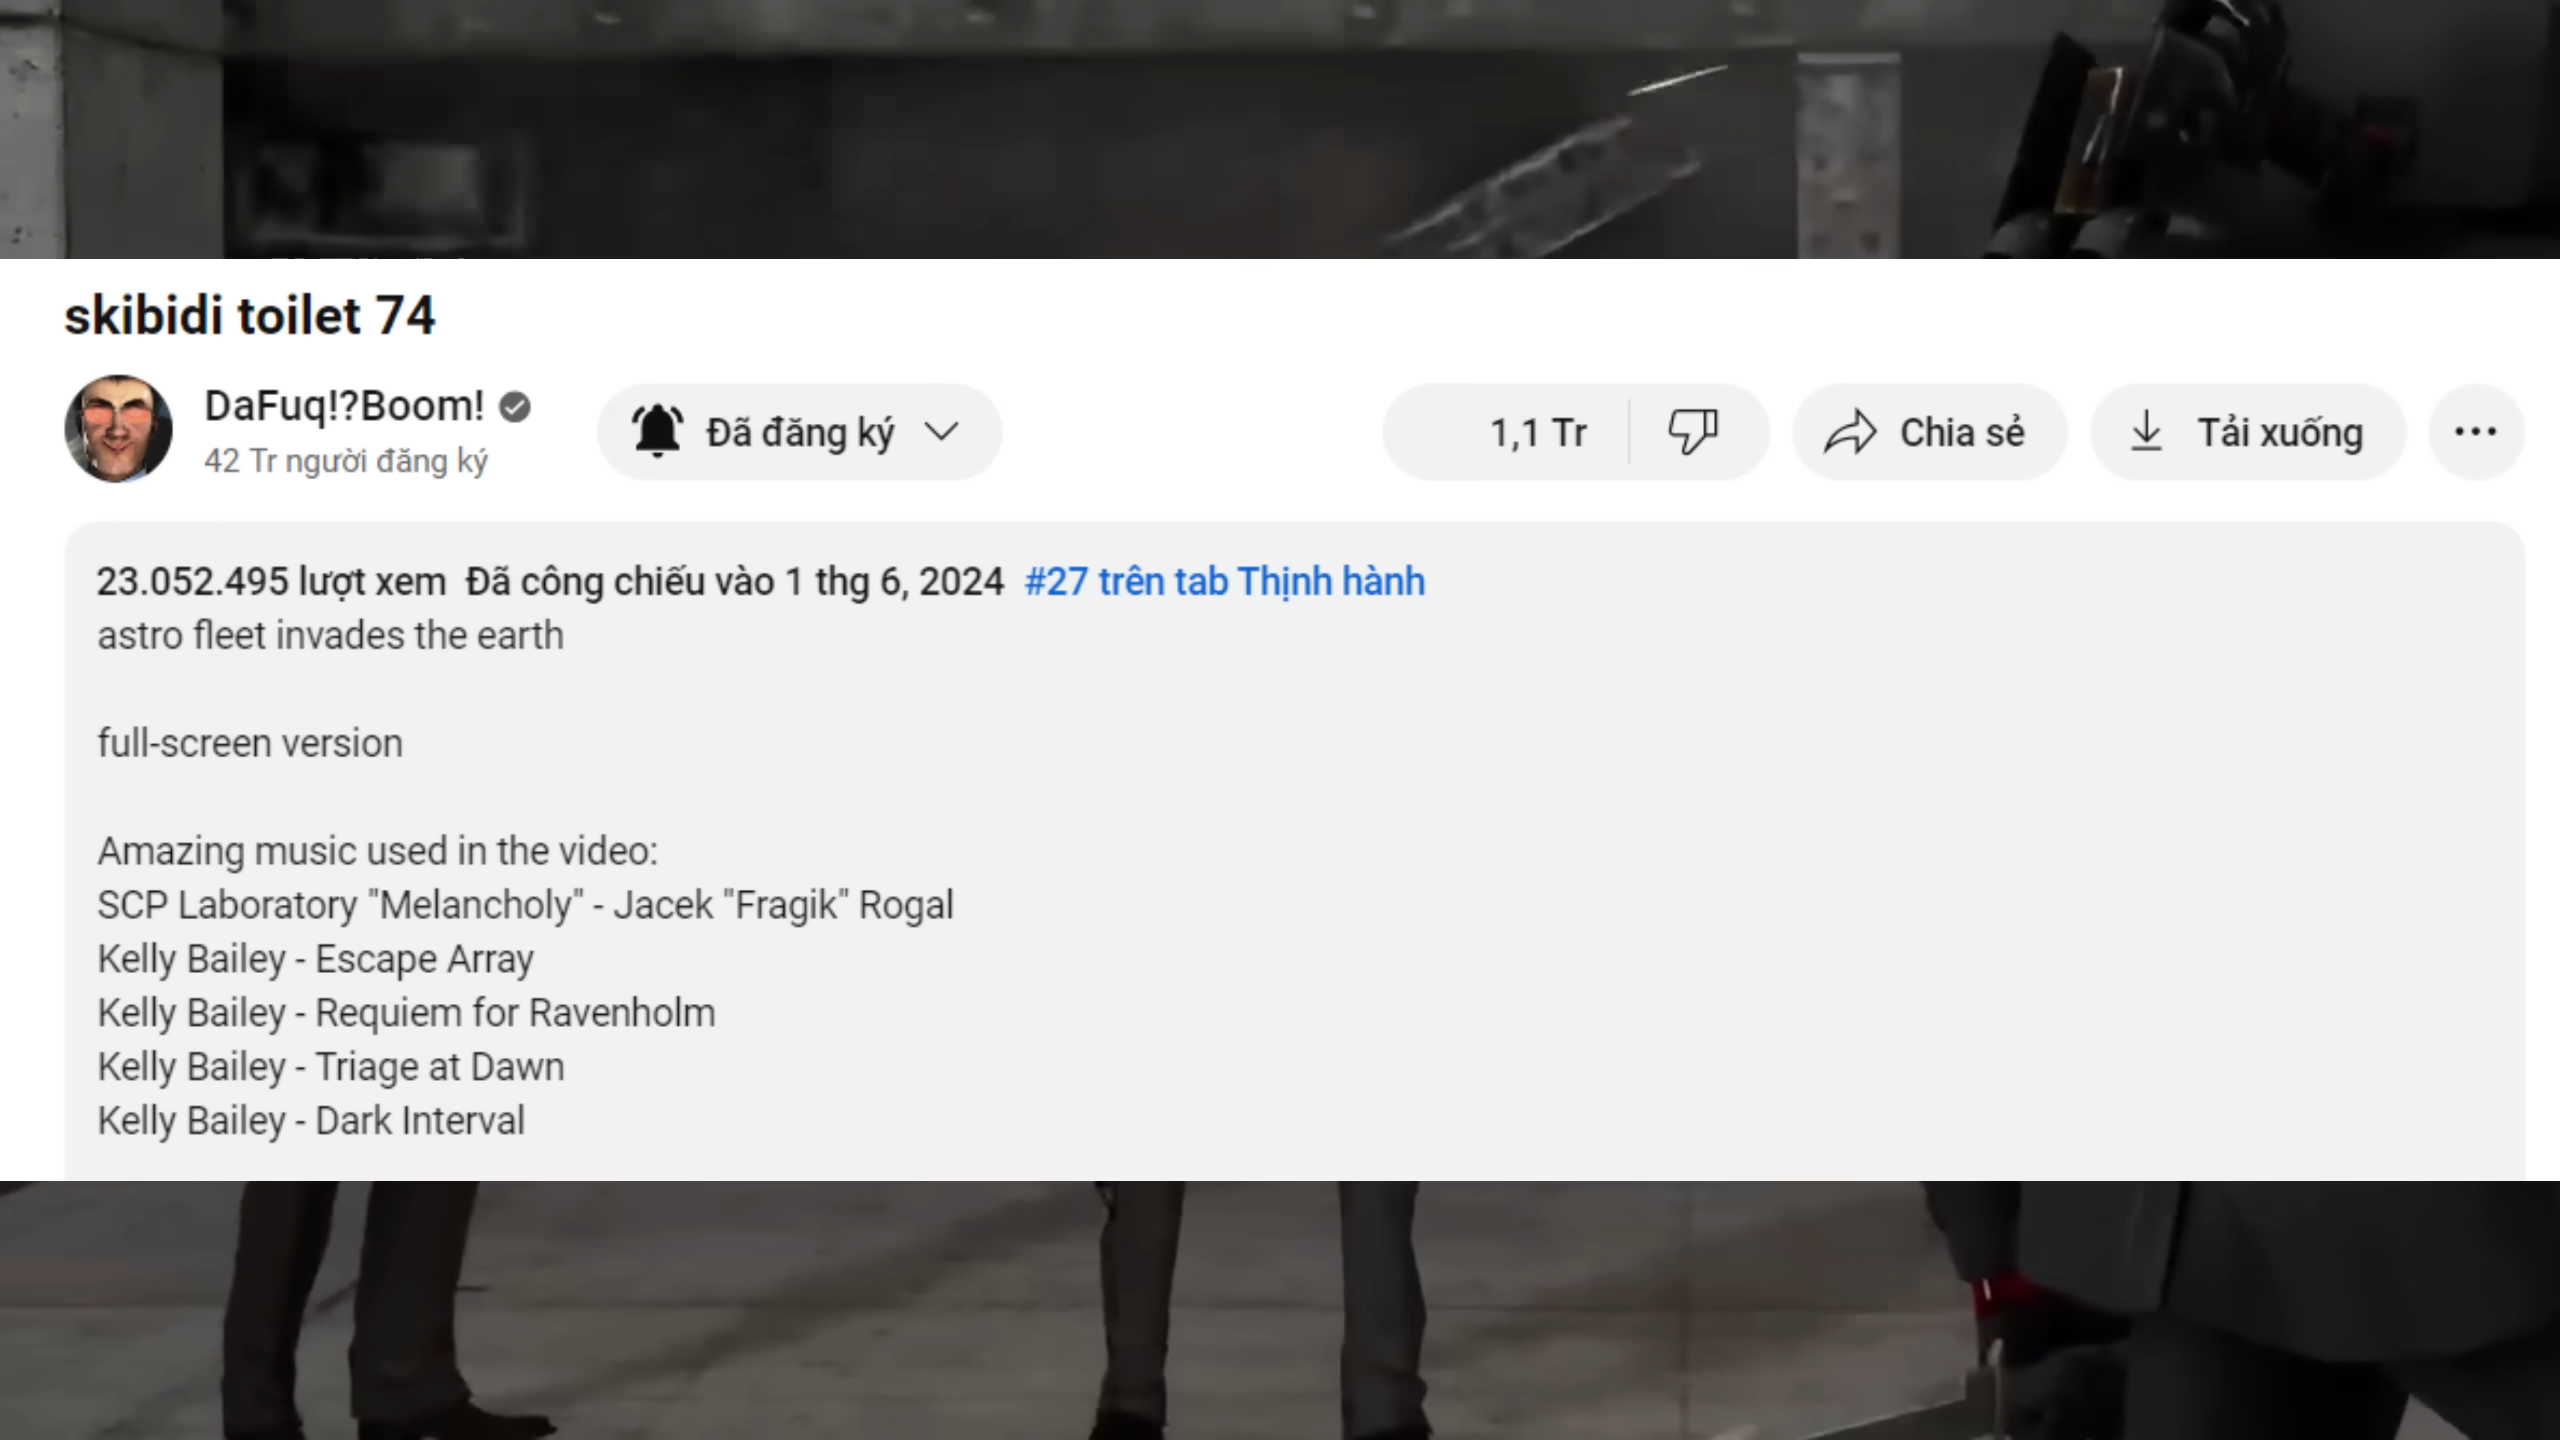 skibidi toilet 74
DaFuq!?Boom!
42 Tr người đăng ký
Đã đăng ký
1,1 Tr
Chia sẻ
Tải xuống
23.052.495 lượt xem Đã công chiếu vào 1 thg 6, 2024 #27 trên tab Thịnh hành
astro fleet invades the earth
full-screen version
Amazing music used in the video:
SCP Laboratory "Melancholy" - Jacek "Fragik" Rogal
Kelly Bailey - Escape Array
Kelly Bailey - Requiem for Ravenholm
Kelly Bailey - Triage at Dawn
Kelly Bailey - Dark Interval